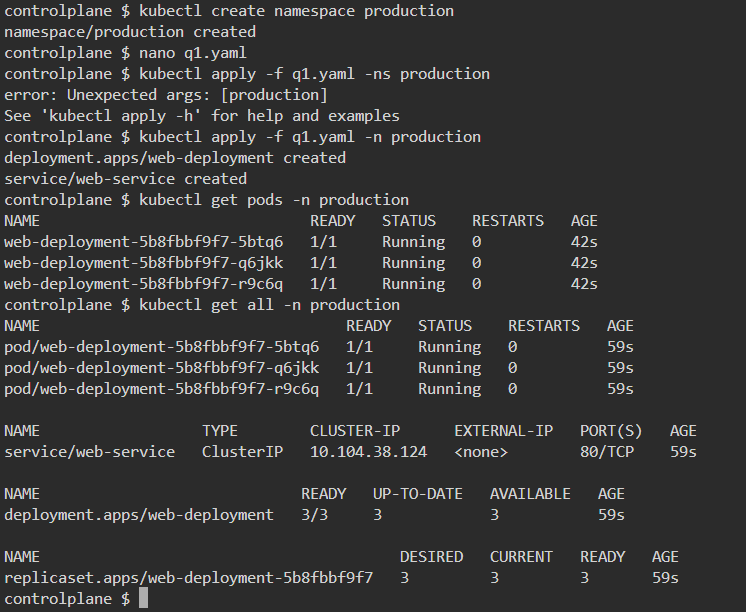 controlplane $ kubectl create namespace production
namespace/production created
controlplane $ nano q1.yaml
controlplane $ kubectl apply -f q1.yaml -ns production
error: Unexpected args: [production]
See 'kubectl apply -h' for help and examples
controlplane $ kubectl apply -f q1.yaml -n production
deployment.apps/web-deployment created
service/web-service created
controlplane $ kubectl get pods -n production
NAME                              READY   STATUS    RESTARTS   AGE
web-deployment-5b8fbbf9f7-5btq6   1/1     Running   0          42s
web-deployment-5b8fbbf9f7-q6jkk   1/1     Running   0          42s
web-deployment-5b8fbbf9f7-r9c6q   1/1     Running   0          42s
controlplane $ kubectl get all -n production
NAME                                  READY   STATUS    RESTARTS   AGE
pod/web-deployment-5b8fbbf9f7-5btq6   1/1     Running   0          59s
pod/web-deployment-5b8fbbf9f7-q6jkk   1/1     Running   0          59s
pod/web-deployment-5b8fbbf9f7-r9c6q   1/1     Running   0          59s

NAME                  TYPE        CLUSTER-IP      EXTERNAL-IP   PORT(S)   AGE
service/web-service   ClusterIP   10.104.38.124   <none>        80/TCP    59s

NAME                             READY   UP-TO-DATE   AVAILABLE   AGE
deployment.apps/web-deployment   3/3     3            3           59s

NAME                                        DESIRED   CURRENT   READY   AGE
replicaset.apps/web-deployment-5b8fbbf9f7   3         3         3       59s
controlplane $